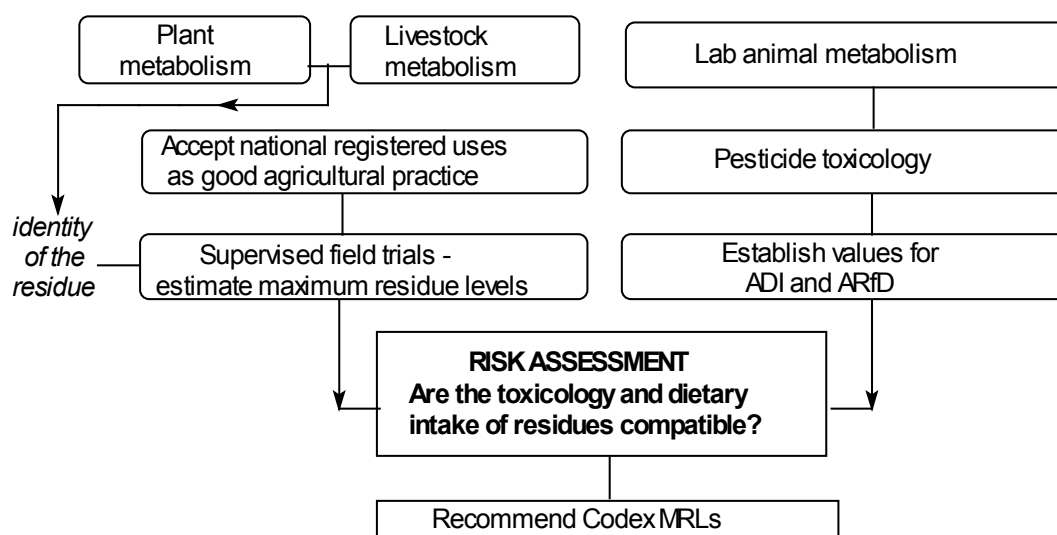 Plant
metabolism
Livestock
metabolism
Lab animal metabolism
Accept national registered uses
as good agricultural practice
Pesticide toxicology
identity
of the
residue
Supervised field trials -
estimate maximum residue levels
Establish values for
ADI and ARfD
RISK ASSESSMENT
Are the toxicology and dietary
intake of residues compatible?
Recommend Codex MRLs